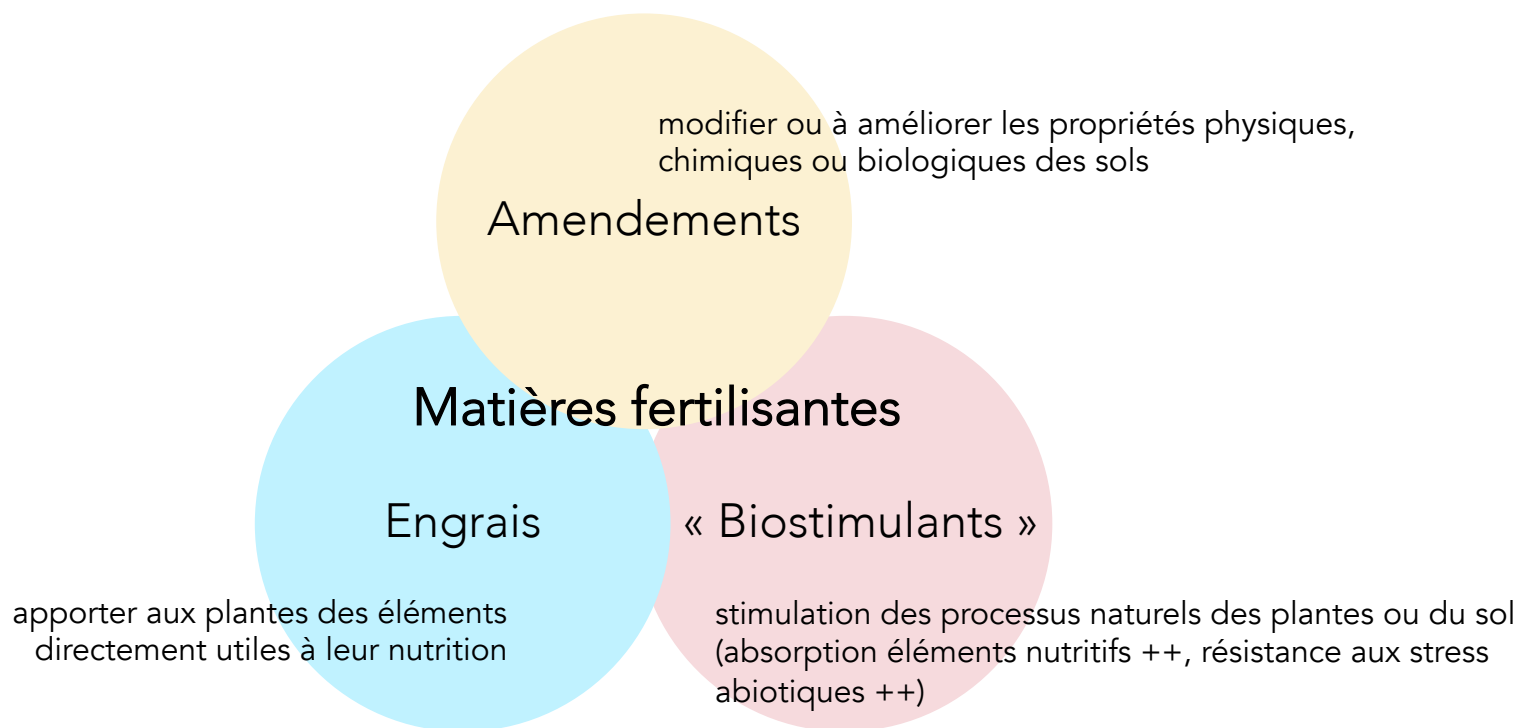 modifier ou à améliorer les propriétés physiques,
chimiques ou biologiques des sols
Amendements
Matières fertilisantes
Engrais
« Biostimulants »
apporter aux plantes des éléments
directement utiles à leur nutrition
stimulation des processus naturels des plantes ou du sol
(absorption éléments nutritifs ++, résistance aux stress
abiotiques ++)